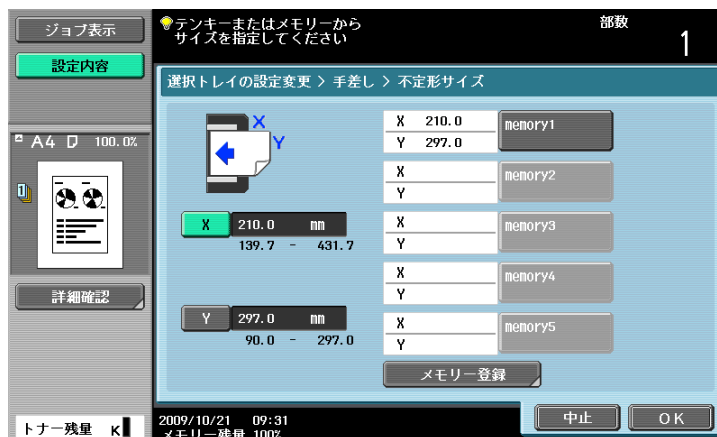 ジョブ表示
設定内容
A4 100.0%
詳細確認
トナー残量 K
テンキーまたはメモリーから
サイズを指定してください
部数
1
選択トレイの設定変更 > 手差し > 不定形サイズ
X
Y
X 210.0 mm
139.7 - 431.7
Y 297.0 mm
90.0 - 297.0
X 210.0
Y 297.0
memory1
X
Y
memory2
X
Y
memory3
X
Y
memory4
X
Y
memory5
メモリー登録
2009/10/21 09:31
メモリー残量 100%
中止
OK